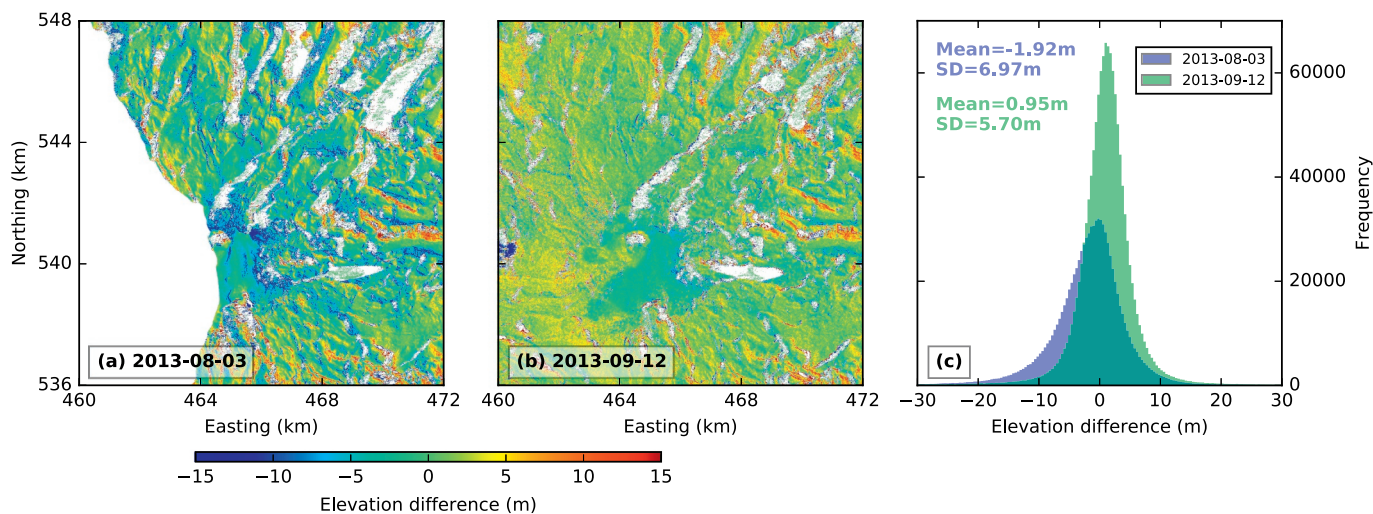 548
544
540
536
Northing (km)
(a) 2013-08-03
460
464
468
472
Easting (km)
(b) 2013-09-12
460
464
468
472
Easting (km)
Mean=-1.92m
SD=6.97m
Mean=0.95m
SD=5.70m
2013-08-03
2013-09-12
(c)
60000
40000
20000
0
Frequency
−30
−20
−10
0
10
20
30
Elevation difference (m)
−15
−10
−5
0
5
10
15
Elevation difference (m)